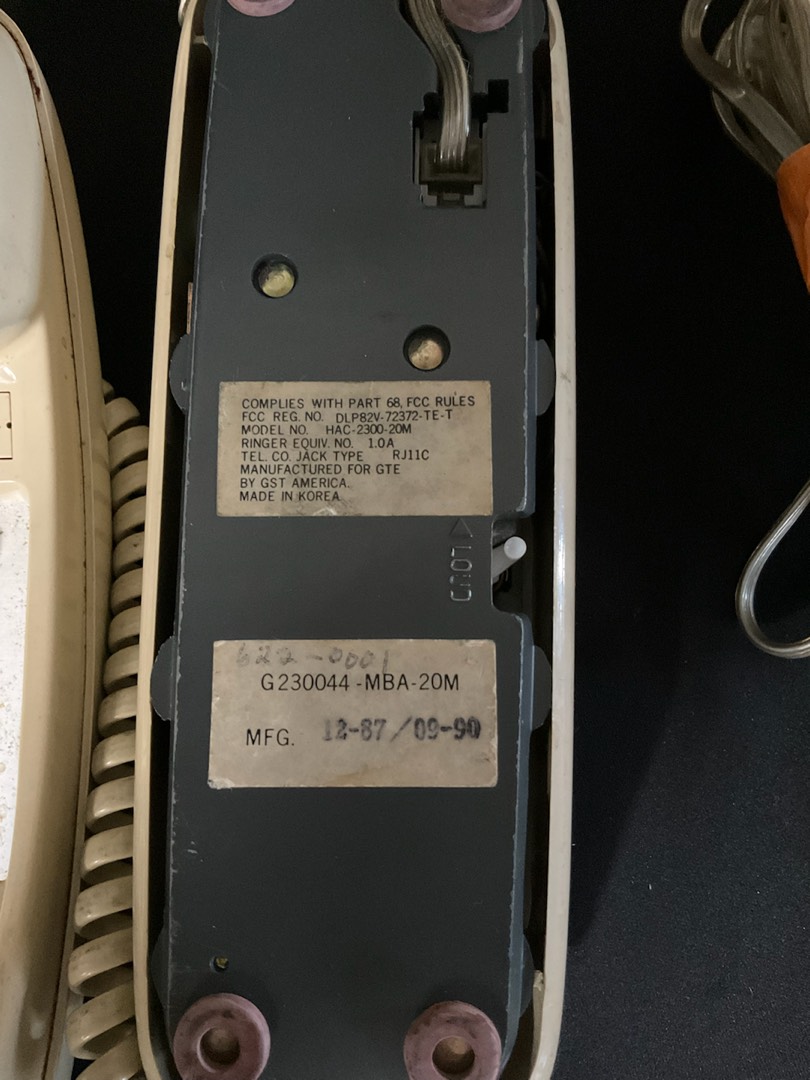 COMPLIES WITH PART 68, FCC RULES
FCC REG. NO. DLP82V-72372-TE-T
MODEL NO. HAC-2300-20M
RINGER EQUIV. NO. 1.0A
TEL. CO. JACK TYPE RJ11C
MANUFACTURED FOR GTE
BY GST AMERICA.
MADE IN KOREA
LOUD
622-0001
G230044-MBA-20M
MFG. 12-87/09-90